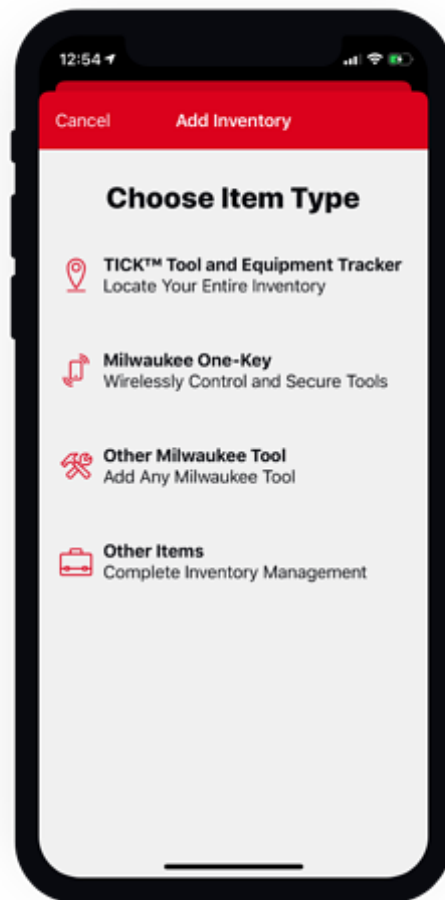 12:54
Cancel Add Inventory
Choose Item Type
TICK™ Tool and Equipment Tracker
Locate Your Entire Inventory
Milwaukee One-Key
Wirelessly Control and Secure Tools
Other Milwaukee Tool
Add Any Milwaukee Tool
Other Items
Complete Inventory Management